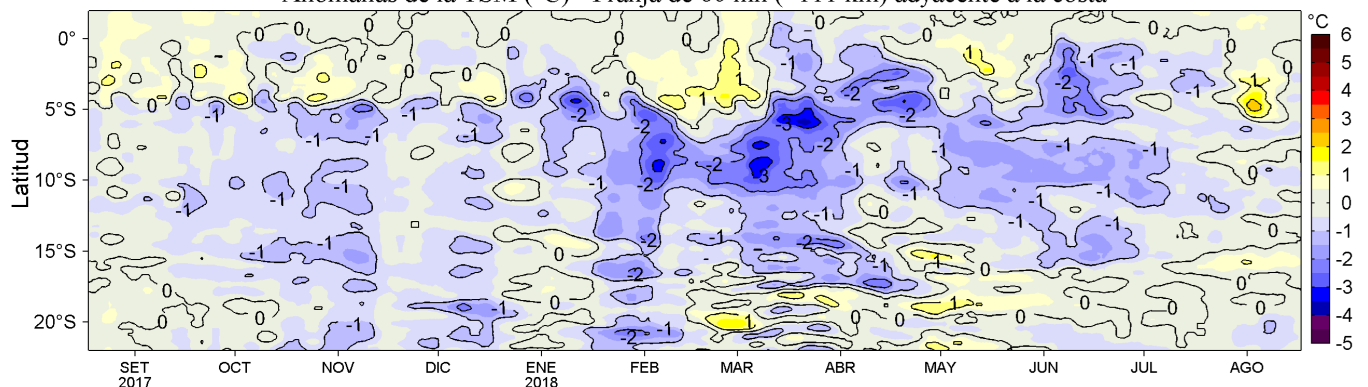 Anomalías de la TSM (°C) - Franja de 60 mn (~111 km) adyacente a la costa
°C
Latitud
0°
5°S
10°S
15°S
20°S
6
5
4
3
2
1
0
-1
-2
-3
-4
-5
SET
2017
OCT
NOV
DIC
ENE
2018
FEB
MAR
ABR
MAY
JUN
JUL
AGO